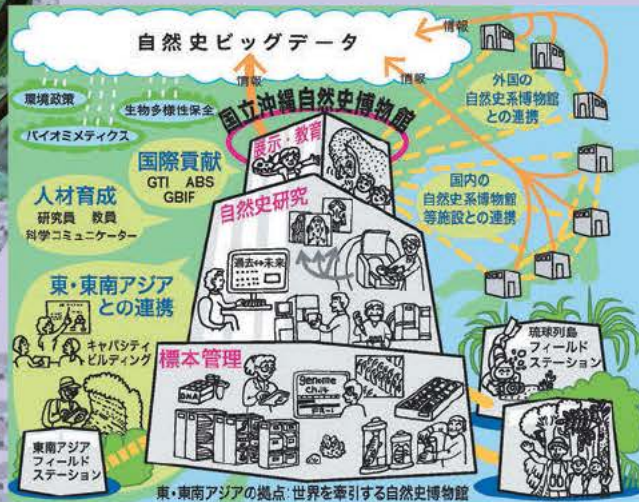 自然史ビッグデータ
情報
情報
情報
環境政策
生物多様性保全
バイオミメティクス
国立沖縄自然史博物館
展示・教育
外国の
自然史系博物館
との連携
国際貢献
GTI ABS
GBIF
人材育成
研究員 教員
科学コミュニケーター
自然史研究
過去↔未来
国内の
自然史系博物館
等施設との連携
東・東南アジア
との連携
キャパシティ
ビルディング
標本管理
DNA
genome
chat
琉球列島
フィールド
ステーション
東南アジア
フィールド
ステーション
東・東南アジアの拠点:世界を牽引する自然史博物館